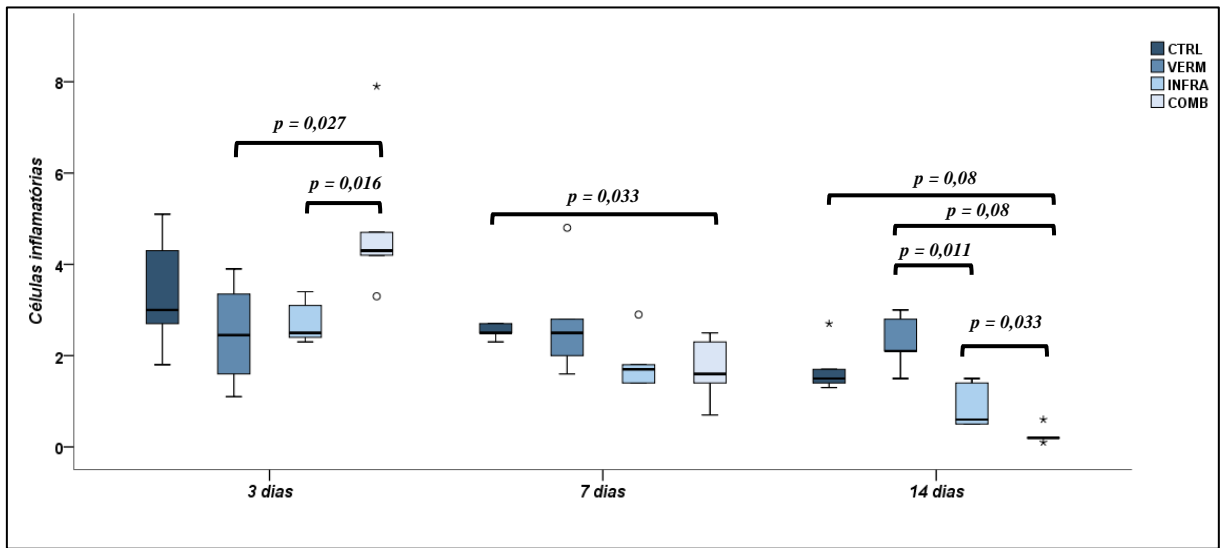 CTRL
VERM
INFRA
COMB
Células inflamatórias
8
6
4
2
0
p = 0,027
p = 0,016
p = 0,033
p = 0,08
p = 0,08
p = 0,011
p = 0,033
3 dias
7 dias
14 dias